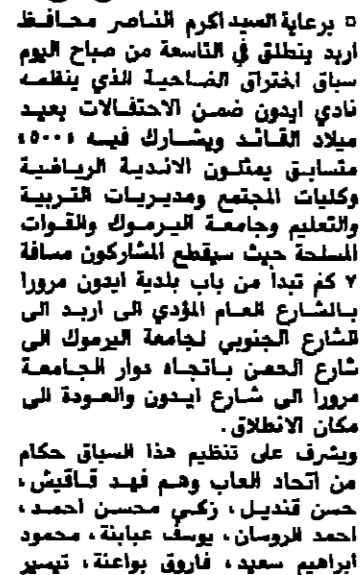 □ برعاية السيد اكرم الناصر محافظ
اربد ينطلق في التاسعة من صباح اليوم
سباق اختراق الضاحية الذي ينظمه
نادي ايدون ضمن الاحتفالات بعيد
ميلاد القائد ويشارك فيه «٥٠٠»
متسابق يمثلون الاندية الرياضية
وكليات المجتمع ومديريات التربية
والتعليم وجامعة اليرموك والقوات
المسلحة حيث سيقطع المشاركون مسافة
٧ كم تبدأ من باب بلدية ايدون مرورا
بالشارع العام المؤدي الى اربد الى
الشارع الجنوبي لجامعة اليرموك الى
شارع الحصن باتجاه دوار الجامعة
مرورا الى شارع ايدون والعودة الى
مكان الانطلاق.
ويشرف على تنظيم هذا السباق حكام
من اتحاد العاب وهم فهد قاقيش،
حسن قنديل، زكي محسن احمد،
احمد الروسان، يوسف عبابنة، محمود
ابراهيم سعيد، فاروق بواعنة، تيسير